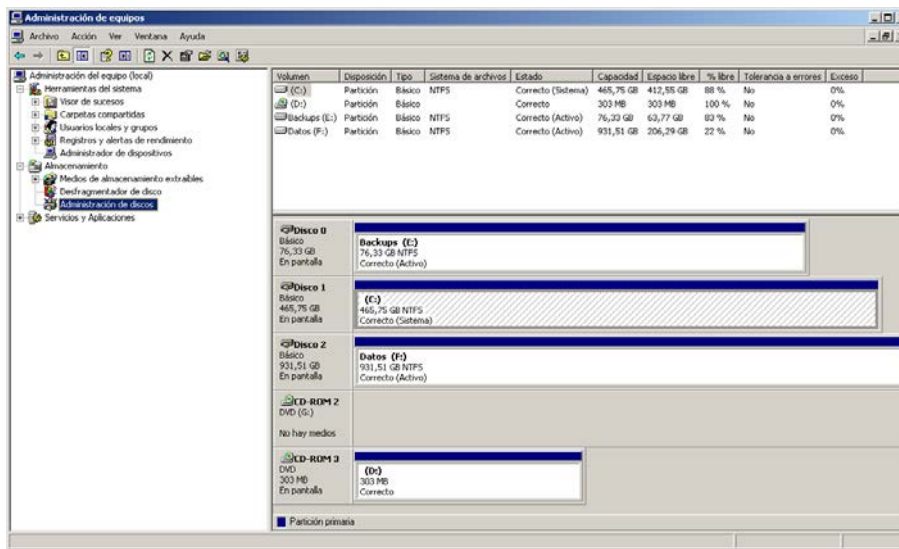 Administración de equipos
Archivo Acción Ver Ventana Ayuda
Administración del equipo (local)
Herramientas del sistema
Visor de sucesos
Carpetas compartidas
Usuarios locales y grupos
Registros y alertas de rendimiento
Administrador de dispositivos
Almacenamiento
Medios de almacenamiento extraíbles
Desfragmentador de disco
Administración de discos
Servicios y Aplicaciones
Volumen Disposición Tipo Sistema de archivos Estado Capacidad Espacio libre % libre Tolerancia a errores Exceso
(C:) Partición Básico NTFS Correcto (Sistema) 465,75 GB 412,55 GB 88 % No 0%
(D:) Partición Básico Correcto 303 MB 303 MB 100 % No 0%
Backups (E:) Partición Básico NTFS Correcto (Activo) 76,33 GB 63,77 GB 83 % No 0%
Datos (F:) Partición Básico NTFS Correcto (Activo) 931,51 GB 206,29 GB 22 % No 0%
Disco 0
Básico
76,33 GB
En pantalla
Backups (E:)
76,33 GB NTFS
Correcto (Activo)
Disco 1
Básico
465,75 GB
En pantalla
(C:)
465,75 GB NTFS
Correcto (Sistema)
Disco 2
Básico
931,51 GB
En pantalla
Datos (F:)
931,51 GB NTFS
Correcto (Activo)
CD-ROM 2
DVD (G:)
No hay medios
CD-ROM 3
DVD
303 MB
En pantalla
(D:)
303 MB
Correcto
Partición primaria